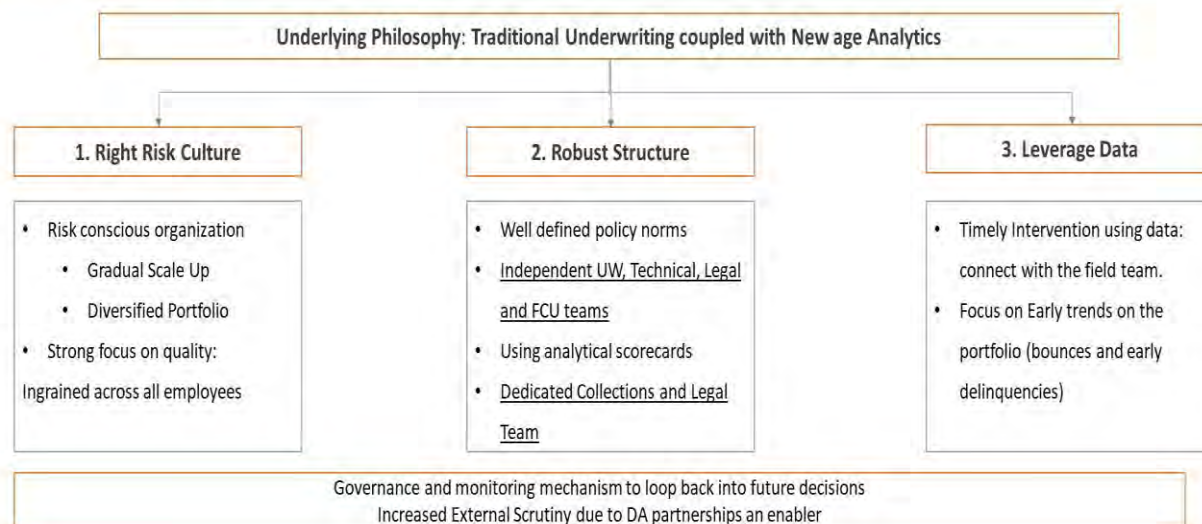 Underlying Philosophy: Traditional Underwriting coupled with New age Analytics
1. Right Risk Culture
• Risk conscious organization
• Gradual Scale Up
• Diversified Portfolio
• Strong focus on quality:
Ingrained across all employees
2. Robust Structure
• Well defined policy norms
• Independent UW, Technical, Legal
and FCU teams
• Using analytical scorecards
• Dedicated Collections and Legal
Team
3. Leverage Data
• Timely Intervention using data:
connect with the field team.
• Focus on Early trends on the
portfolio (bounces and early
delinquencies)
Governance and monitoring mechanism to loop back into future decisions
Increased External Scrutiny due to DA partnerships an enabler